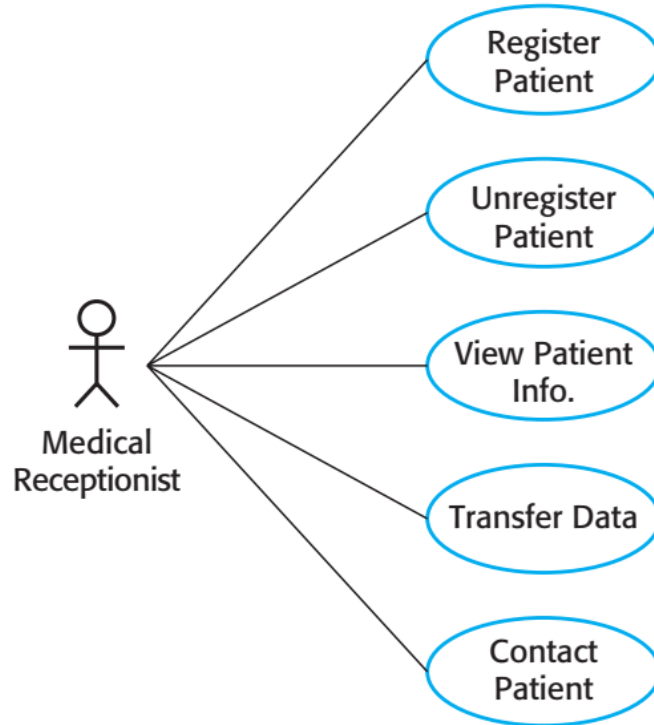 Register
Patient
Unregister
Patient
View Patient
Info.
Medical
Receptionist
Transfer Data
Contact
Patient